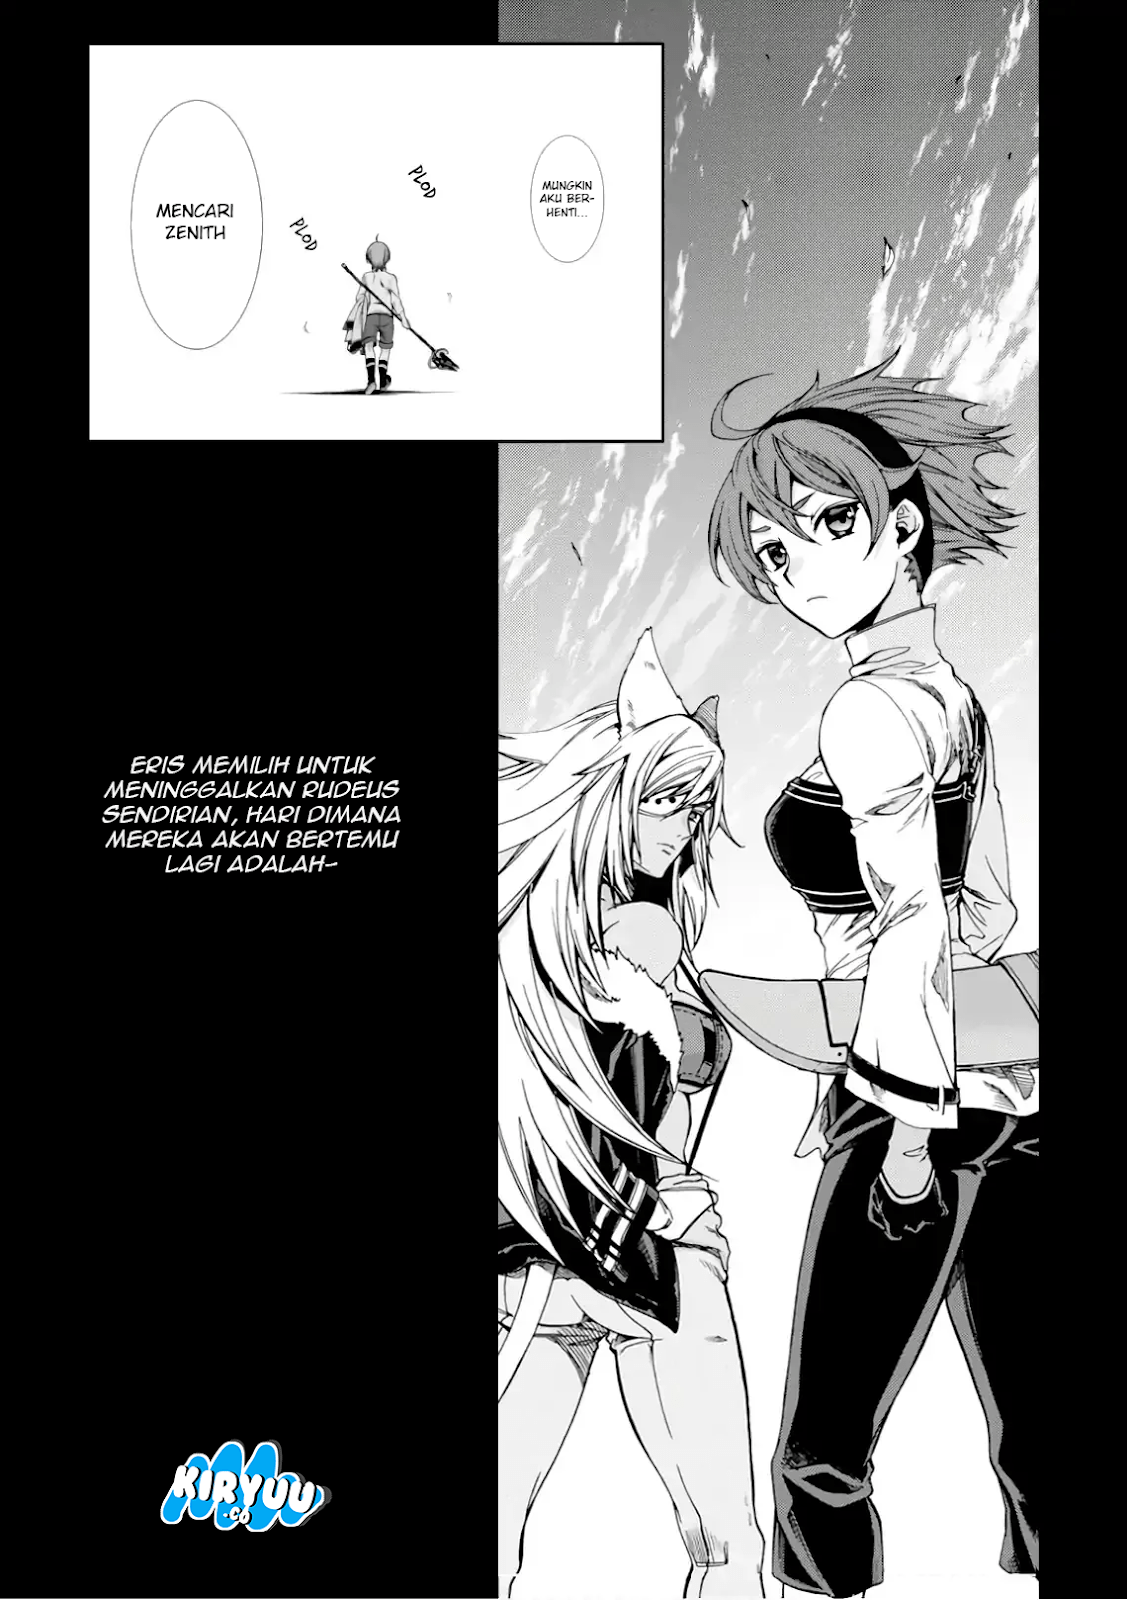 MUNGKIN
AKU BER-
HENTI...
PLOD
PLOD
MENCARI
ZENITH
ERIS MEMILIH UNTUK
MENINGGALKAN RUDEUS
SENDIRIAN, HARI DIMANA
MEREKA AKAN BERTEMU
LAGI ADALAH-
KIRYUU
.CO